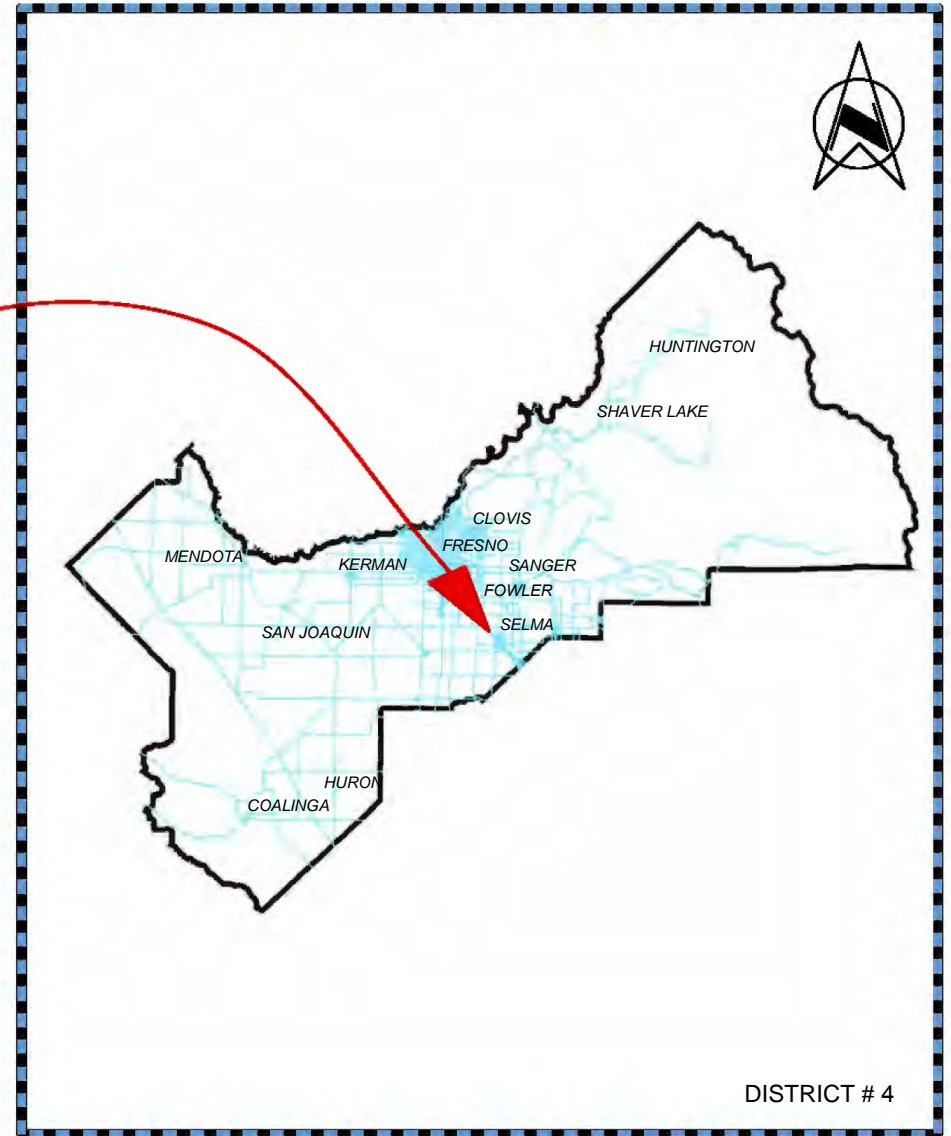 HUNTINGTON
SHAVER LAKE
CLOVIS
FRESNO
MENDOTA
KERMAN
SANGER
FOWLER
SELMA
SAN JOAQUIN
HURON
COALINGA
DISTRICT # 4